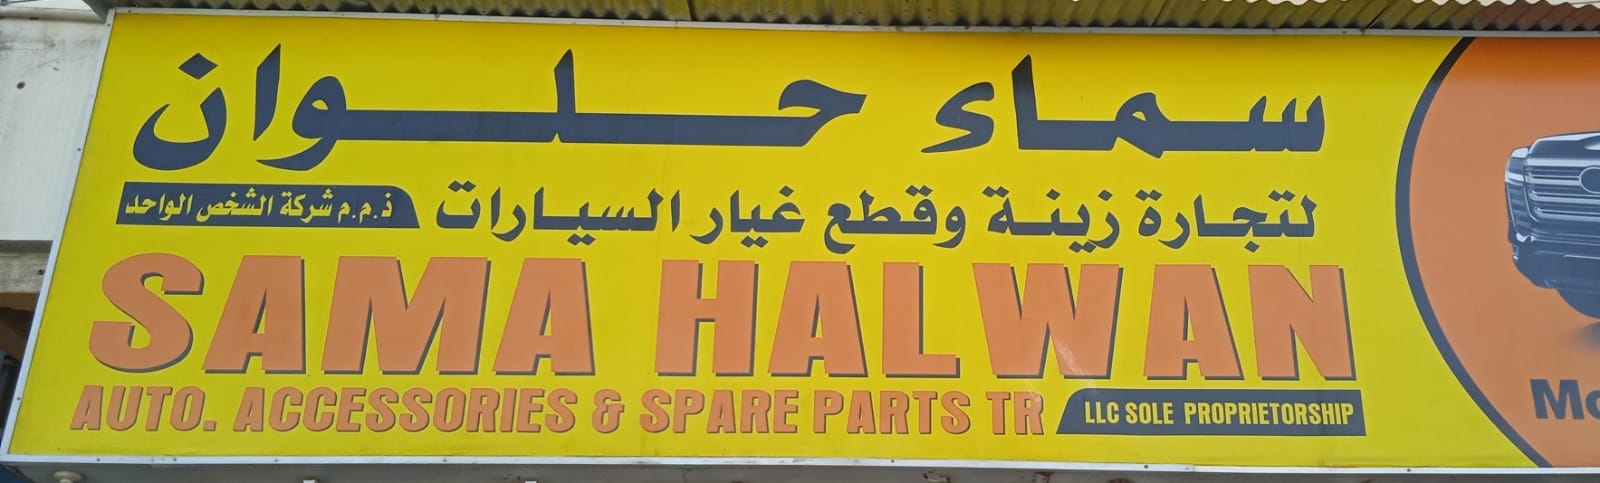 سماء حلوان
لتجارة زينة وقطع غيار السيارات
ذ.م.م شركة الشخص الواحد
SAMA HALWAN
AUTO. ACCESSORIES & SPARE PARTS TR
LLC SOLE PROPRIETORSHIP